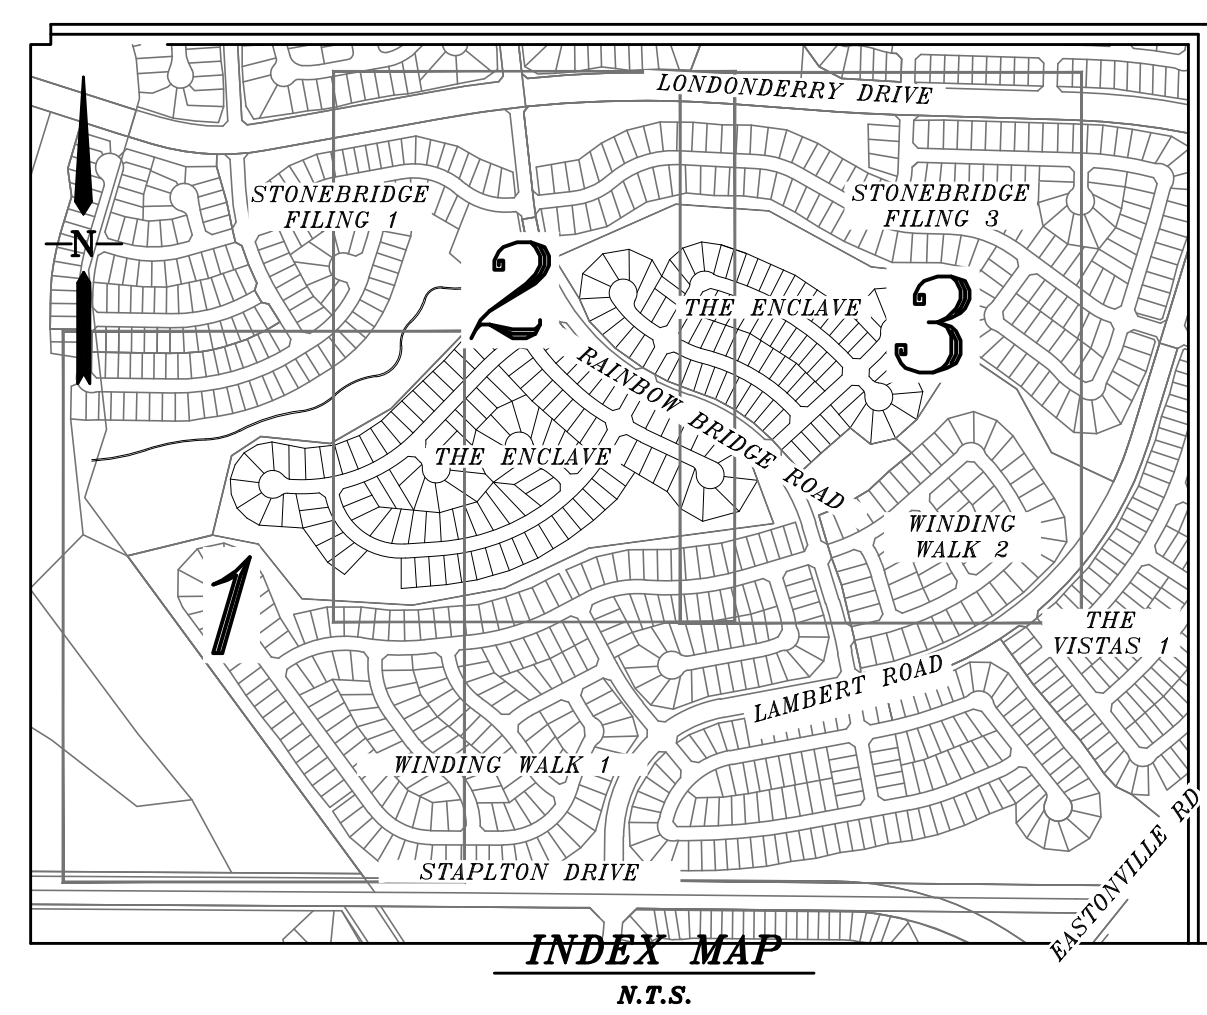 LONDONDERRY DRIVE
STONEBRIDGE
FILING 1
STONEBRIDGE
FILING 3
N
2
3
THE ENCLAVE
RAINBOW BRIDGE ROAD
THE ENCLAVE
WINDING
WALK 2
1
THE
VISTAS 1
LAMBERT ROAD
WINDING WALK 1
STAPLTON DRIVE
EASTONVILLE RD
INDEX MAP
N.T.S.